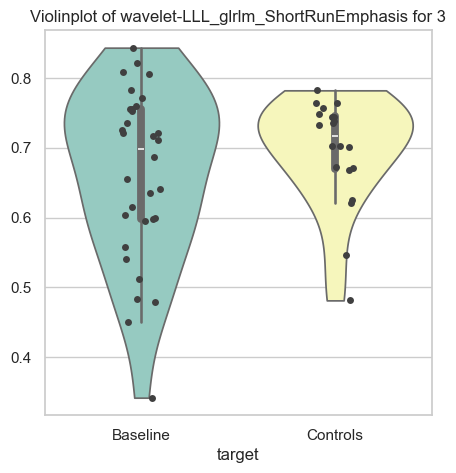 Violinplot of wavelet-LLL_glrlm_ShortRunEmphasis for 3
0.8
0.7
0.6
0.5
0.4
Baseline
Controls
target